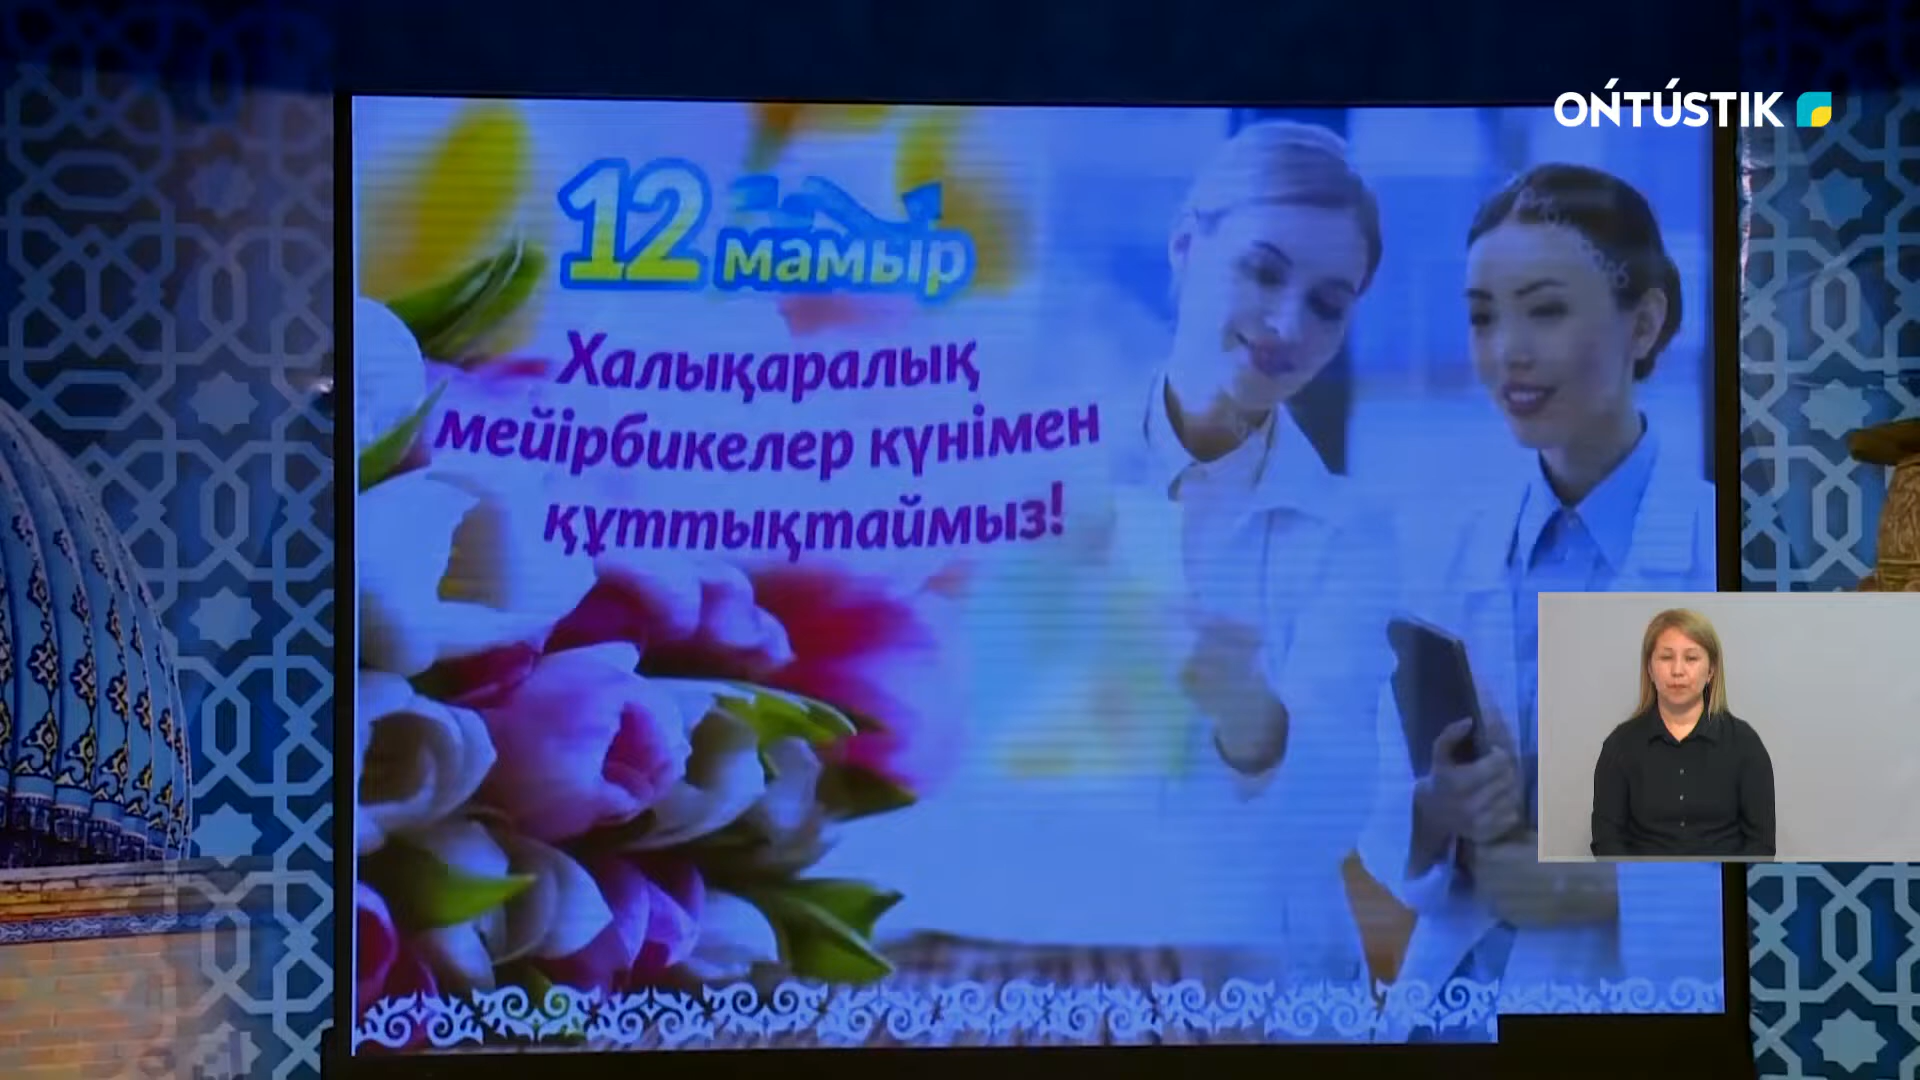 OŃTÚSTIK
12 мамыр
Халықаралық
мейірбикелер күнімен
құттықтаймыз!